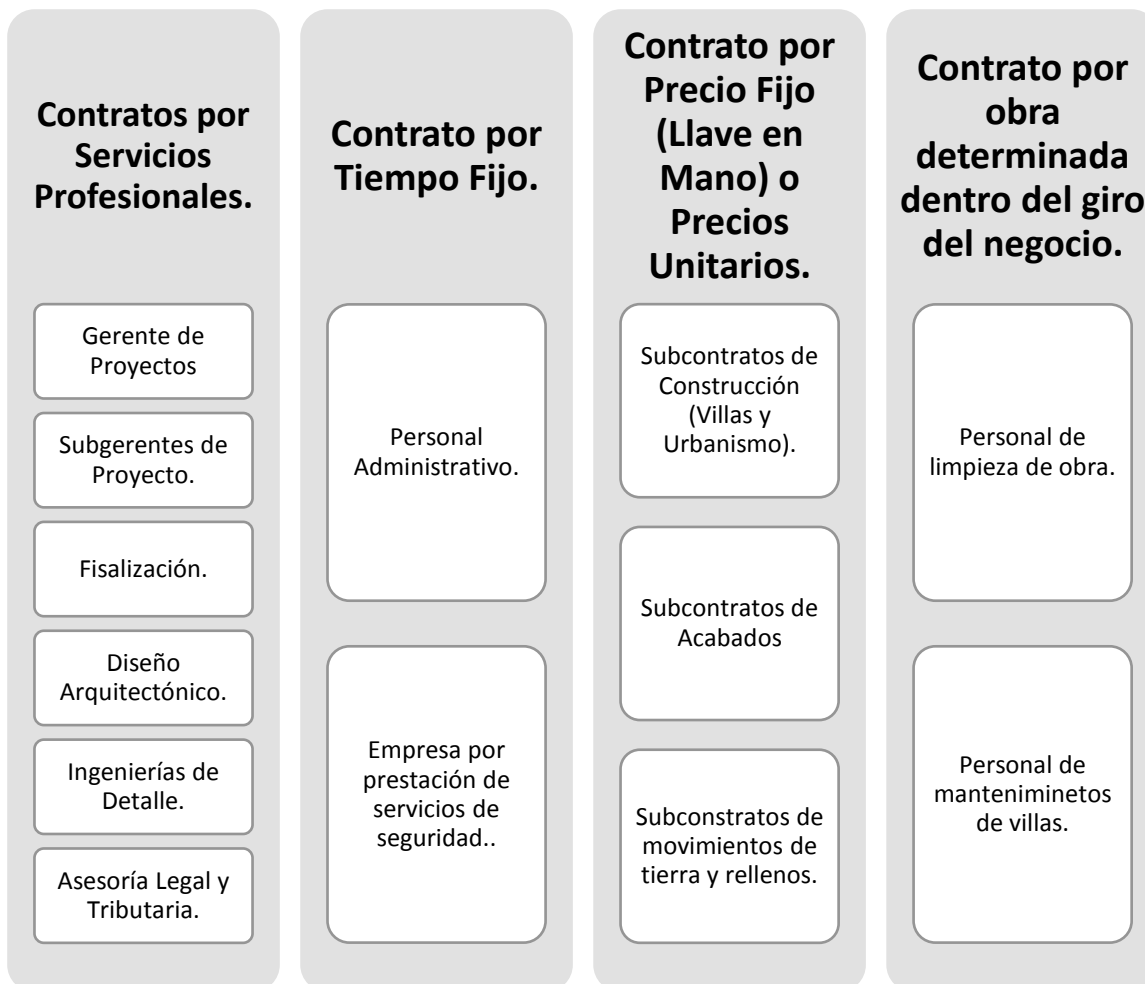 Contratos por
Servicios
Profesionales.
Gerente de
Proyectos
Subgerentes de
Proyecto.
Fisalización.
Diseño
Arquitectónico.
Ingenierías de
Detalle.
Asesoría Legal y
Tributaria.
Contrato por
Tiempo Fijo.
Personal
Administrativo.
Empresa por
prestación de
servicios de
seguridad..
Contrato por
Precio Fijo
(Llave en
Mano) o
Precios
Unitarios.
Subcontratos de
Construcción
(Villas y
Urbanismo).
Subcontratos de
Acabados
Subconstratos de
movimientos de
tierra y rellenos.
Contrato por
obra
determinada
dentro del giro
del negocio.
Personal de
limpieza de obra.
Personal de
manteniminetos
de villas.